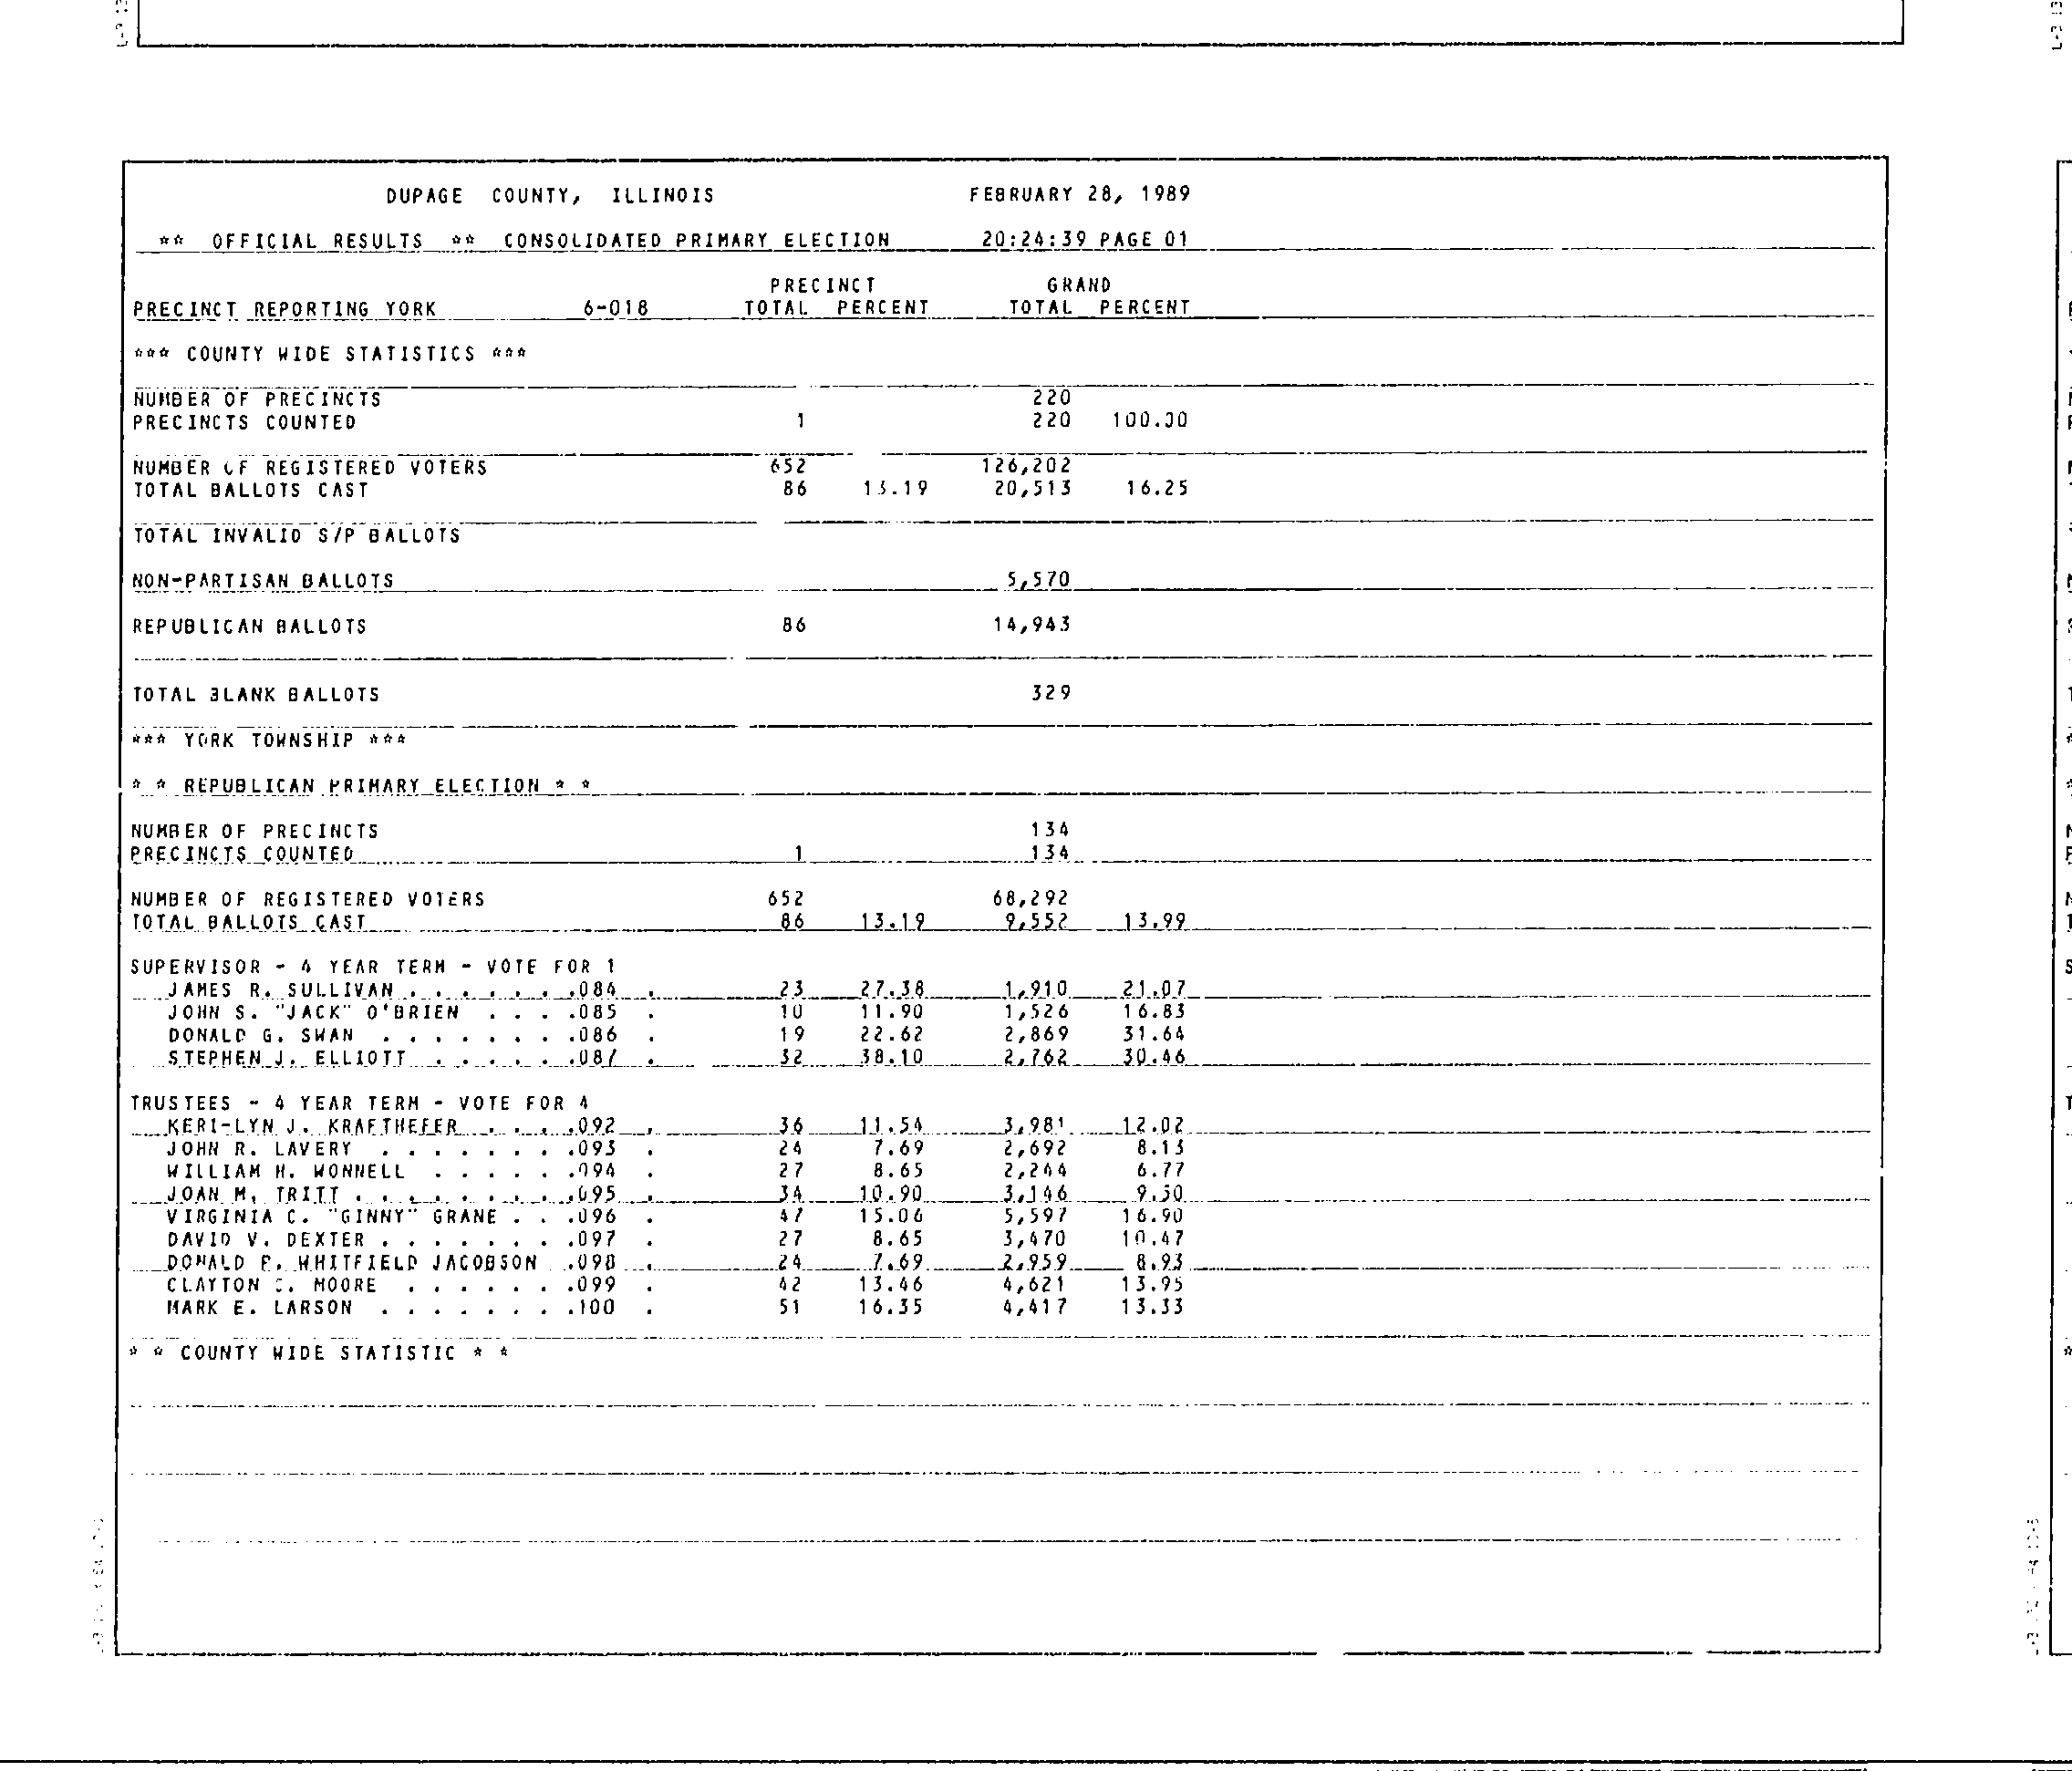 DUPAGE COUNTY, ILLINOIS FEBRUARY 28, 1989
** OFFICIAL RESULTS ** CONSOLIDATED PRIMARY ELECTION 20:24:39 PAGE 01
PRECINCT GRAND
PRECINCT REPORTING YORK 6-018 TOTAL PERCENT TOTAL PERCENT
*** COUNTY WIDE STATISTICS ***
NUMBER OF PRECINCTS 220
PRECINCTS COUNTED 1 220 100.00
NUMBER OF REGISTERED VOTERS 652 126,202
TOTAL BALLOTS CAST 86 13.19 20,513 16.25
TOTAL INVALID S/P BALLOTS
NON-PARTISAN BALLOTS 5,570
REPUBLICAN BALLOTS 86 14,943
TOTAL BLANK BALLOTS 329
*** YORK TOWNSHIP ***
* * REPUBLICAN PRIMARY ELECTION * *
NUMBER OF PRECINCTS 134
PRECINCTS COUNTED 1 134
NUMBER OF REGISTERED VOTERS 652 68,292
TOTAL BALLOTS CAST 86 13.19 9,552 13.99
SUPERVISOR - 4 YEAR TERM - VOTE FOR 1
JAMES R. SULLIVAN . . . . . . .084 . 23 27.38 1,910 21.07
JOHN S. "JACK" O'BRIEN . . . .085 . 10 11.90 1,526 16.83
DONALD G. SWAN . . . . . . . .086 . 19 22.62 2,869 31.64
STEPHEN J. ELLIOTT . . . . . .087 . 32 38.10 2,762 30.46
TRUSTEES - 4 YEAR TERM - VOTE FOR 4
KERI-LYN J. KRAFTHEFER . . . .092 . 36 11.54 3,981 12.02
JOHN R. LAVERY . . . . . . . .093 . 24 7.69 2,692 8.13
WILLIAM H. WONNELL . . . . . .094 . 27 8.65 2,244 6.77
JOAN M. TRITT . . . . . . . . .095 . 34 10.90 3,146 9.50
VIRGINIA C. "GINNY" GRANE . . .096 . 47 15.06 5,597 16.90
DAVID V. DEXTER . . . . . . . .097 . 27 8.65 3,470 10.47
DONALD WHITFIELD JACOBSON .098 . 24 7.69 2,959 8.93
CLAYTON MOORE . . . . . . .099 . 42 13.46 4,621 13.95
MARK E. LARSON . . . . . . . .100 . 51 16.35 4,417 13.33
* * COUNTY WIDE STATISTIC * *